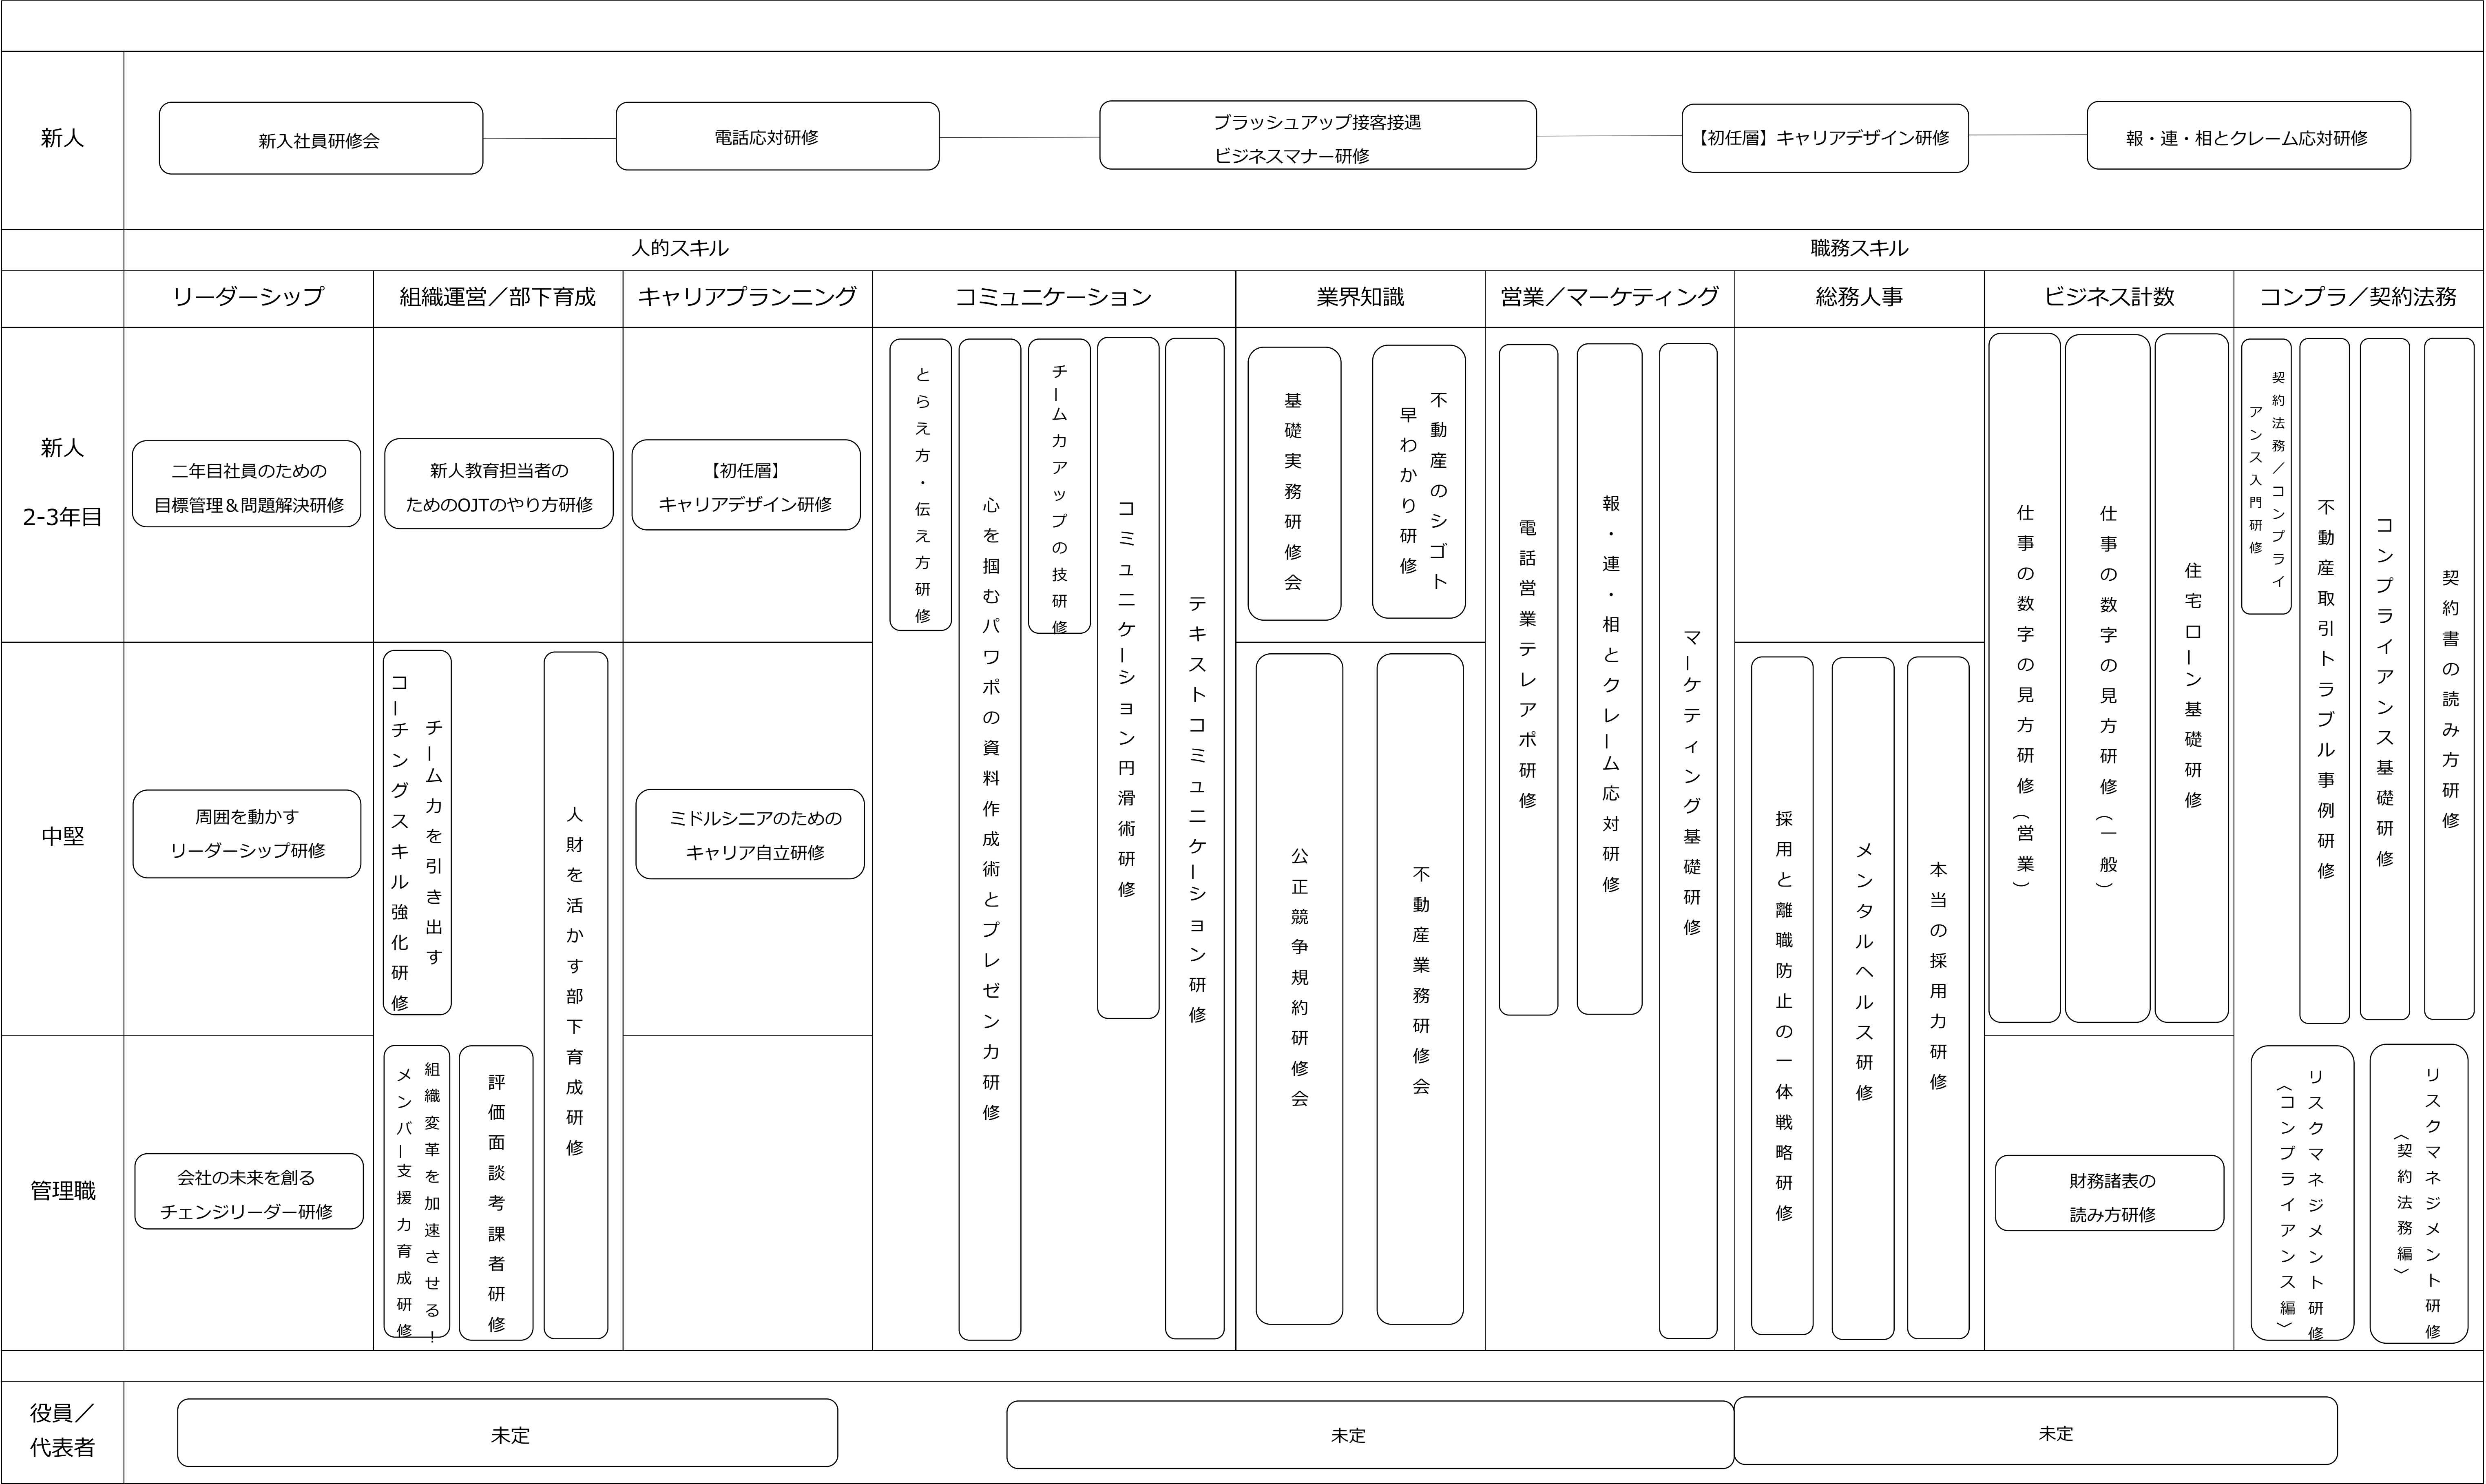 新人
新入社員研修会
電話応対研修
ブラッシュアップ接客接遇
ビジネスマナー研修
【初任層】キャリアデザイン研修
報・連・相とクレーム応対研修
人的スキル
職務スキル
リーダーシップ
組織運営／部下育成
キャリアプランニング
コミュニケーション
業界知識
営業／マーケティング
総務人事
ビジネス計数
コンプラ／契約法務
新人
2-3年目
二年目社員のための
目標管理＆問題解決研修
新人教育担当者の
ためのOJTのやり方研修
【初任層】
キャリアデザイン研修
とらえ方・伝え方研修
心を掴むパワポの資料作成術とプレゼンカ研修
チームカアップの技研修
コミュニケーション円滑術研修
テキストコミュニケーション研修
基礎実務研修会
不動産のシゴト
早わかり研修
電話営業テレアポ研修
報・連・相とクレーム応対研修
マーケティング基礎研修
仕事の数字の見方研修（営業）
仕事の数字の見方研修（一般）
住宅ローン基礎研修
契約法務／コンプライ
アンス入門研修
不動産取引トラブル事例研修
コンプライアンス基礎研修
契約書の読み方研修
中堅
周囲を動かす
リーダーシップ研修
チーム力を引き出す
コーチングスキル強化研修
人財を活かす部下育成研修
ミドルシニアのための
キャリア自立研修
公正競争規約研修会
不動産業務研修会
採用と離職防止の一体戦略研修
メンタルヘルス研修
本当の採用力研修
管理職
会社の未来を創る
チェンジリーダー研修
組織変革を加速させる！
メンバー支援力育成研修
評価面談考課者研修
財務諸表の
読み方研修
リスクマネジメント研修
〈コンプライアンス編〉
リスクマネジメント研修
〈契約法務編〉
役員／
代表者
未定
未定
未定